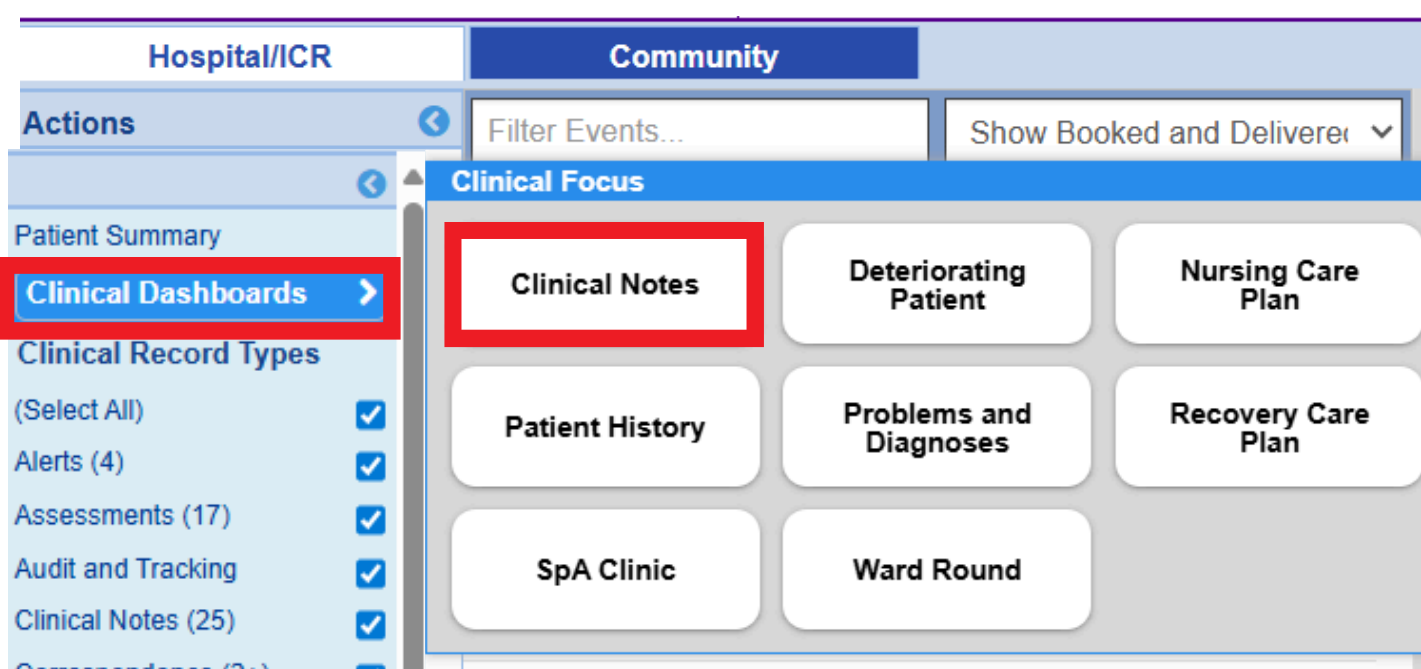 Hospital/ICR
Community
Actions
Filter Events...
Show Booked and Delivered
Clinical Focus
Patient Summary
Clinical Dashboards
Clinical Record Types
(Select All)
Alerts (4)
Assessments (17)
Audit and Tracking
Clinical Notes (25)
Clinical Notes
Deteriorating
Patient
Nursing Care
Plan
Patient History
Problems and
Diagnoses
Recovery Care
Plan
SpA Clinic
Ward Round